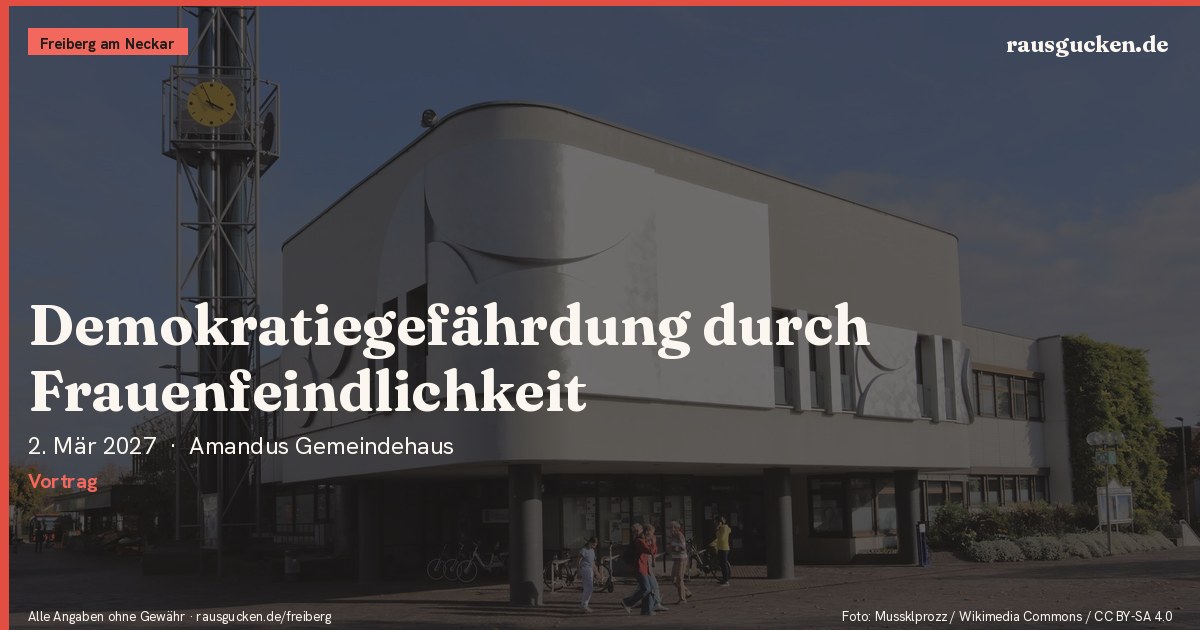 Freiberg am Neckar
rausgucken.de
Demokratiegefährdung durch
Frauenfeindlichkeit
2. Mär 2027 · Amandus Gemeindehaus
Vortrag
Alle Angaben ohne Gewähr · rausgucken.de/freiberg
Foto: Mussklprozz / Wikimedia Commons / CC BY-SA 4.0